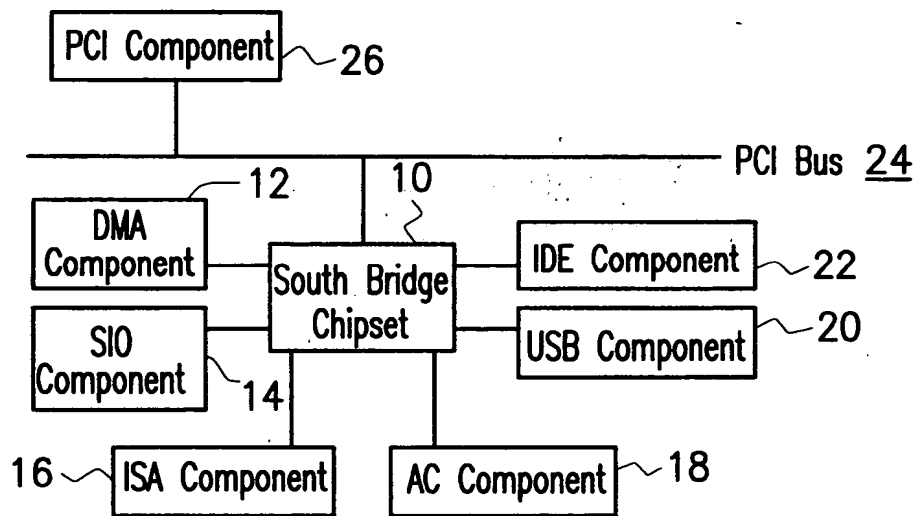 PCI Component
26
PCI Bus 24
12
10
DMA
Component
South Bridge
Chipset
IDE Component
22
SIO
Component
14
USB Component
20
16
ISA Component
AC Component
18